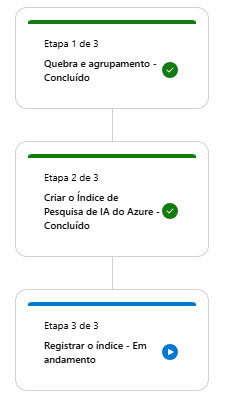 Etapa 1 de 3
Quebra e agrupamento -
Concluído
Etapa 2 de 3
Criar o Índice de
Pesquisa de IA do Azure -
Concluído
Etapa 3 de 3
Registrar o índice - Em
andamento